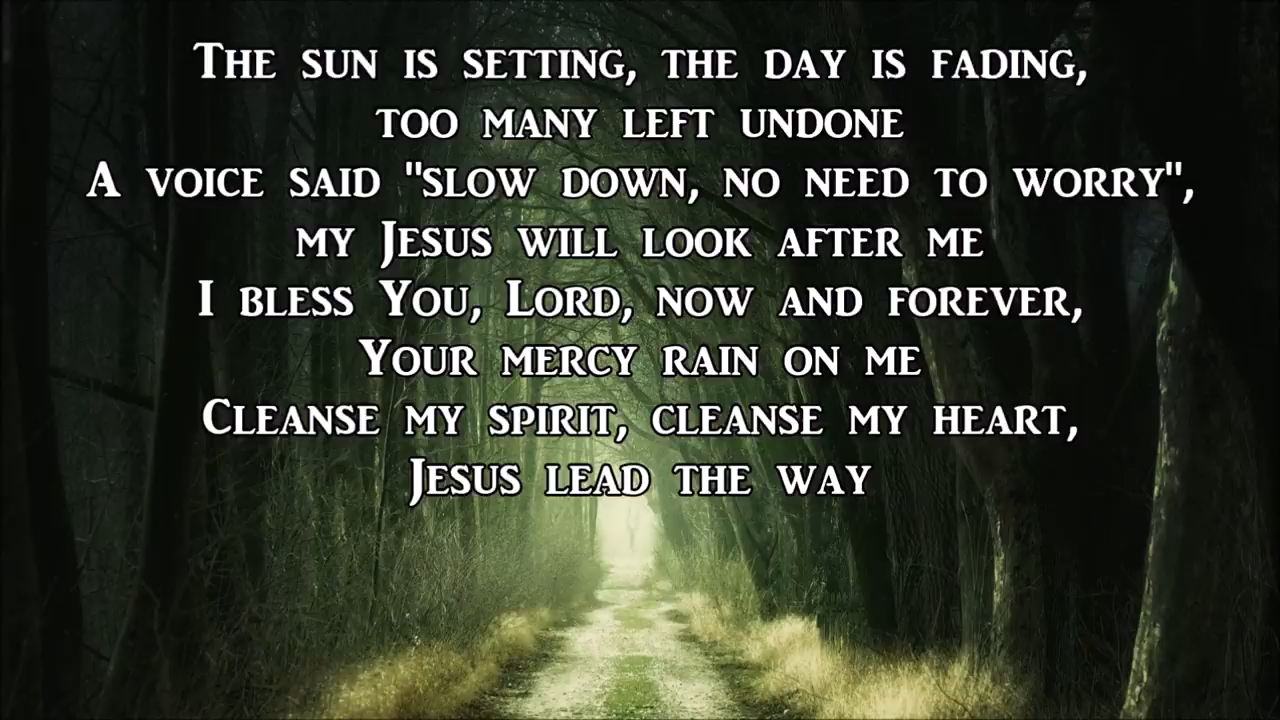 The sun is setting, the day is fading,
too many left undone
A voice said "slow down, no need to worry",
my Jesus will look after me
I bless You, Lord, now and forever,
Your mercy rain on me
Cleanse my spirit, cleanse my heart,
Jesus lead the way